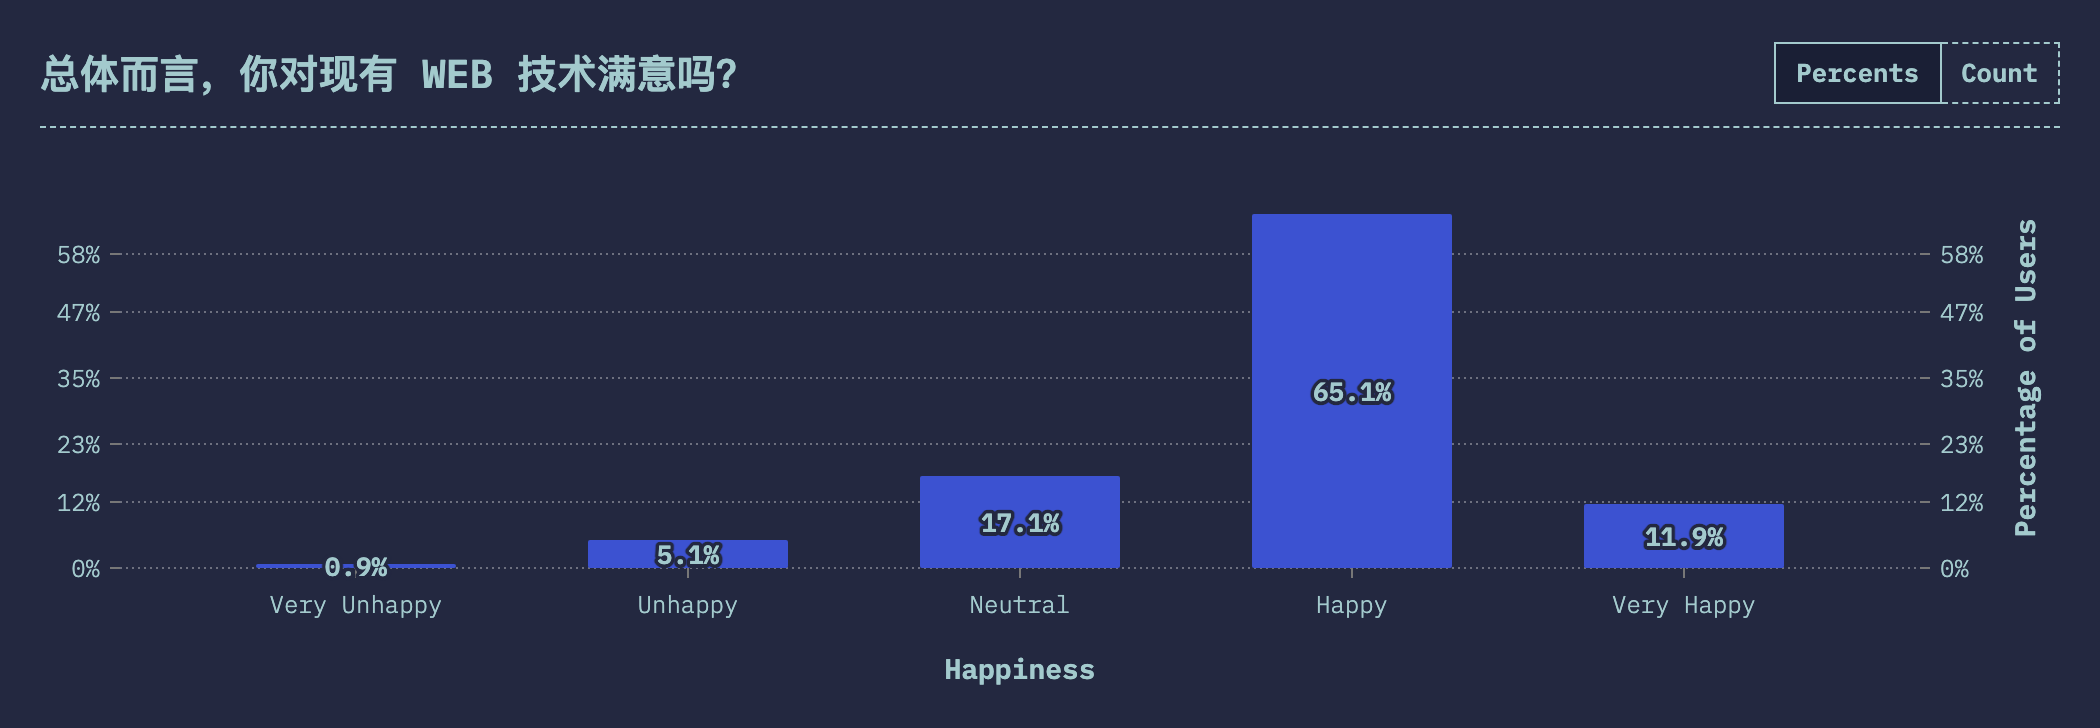 总体而言，你对现有 WEB 技术满意吗？
Percents Count
58% 58%
47% 47%
35% 35%
23% 23%
12% 12%
0% 0%
0.9% 5.1% 17.1% 65.1% 11.9%
Very Unhappy Unhappy Neutral Happy Very Happy
Happiness
Percentage of Users